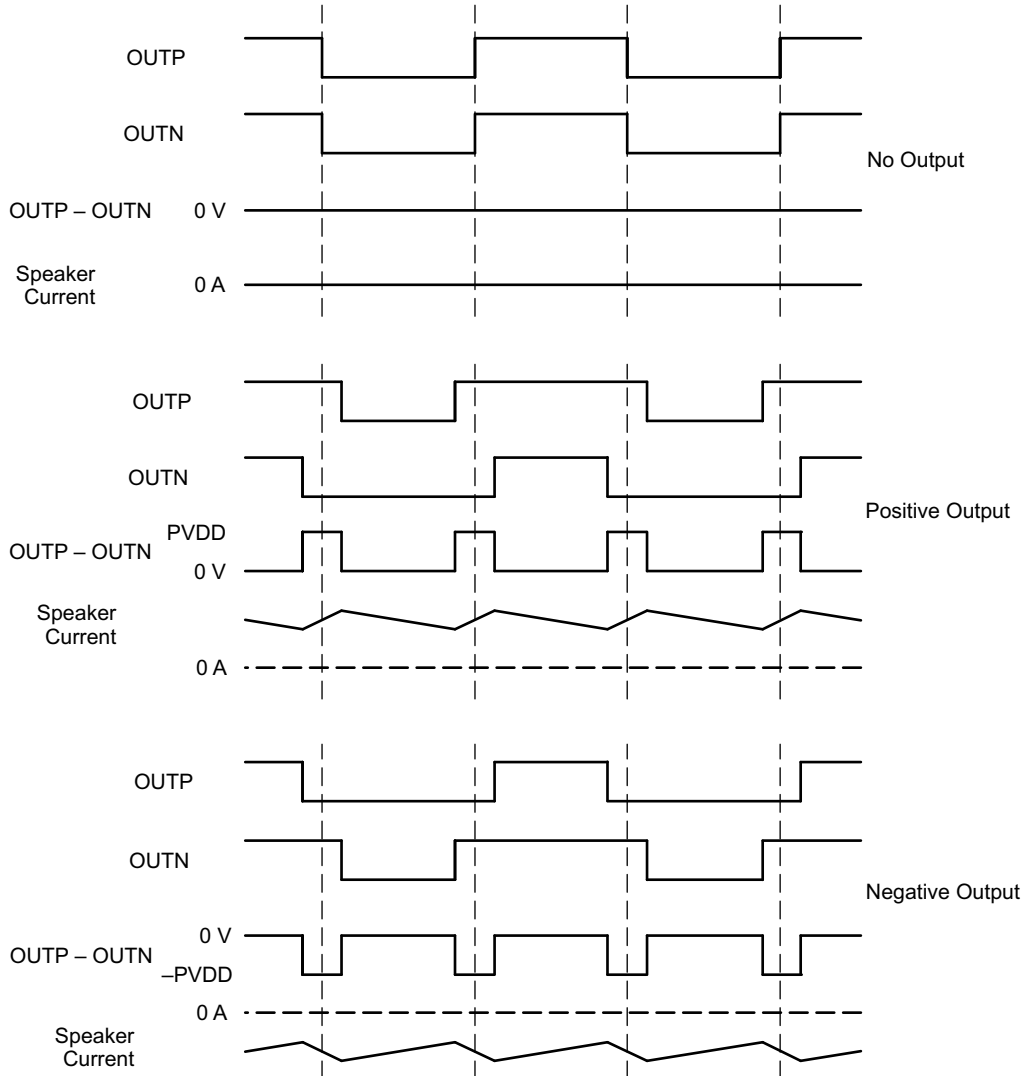 OUTP
OUTN
No Output
OUTP – OUTN 0 V
Speaker
Current
0 A
OUTP
OUTN
Positive Output
PVDD
OUTP – OUTN
0 V
Speaker
Current
0 A
OUTP
OUTN
Negative Output
0 V
OUTP – OUTN
–PVDD
0 A
Speaker
Current